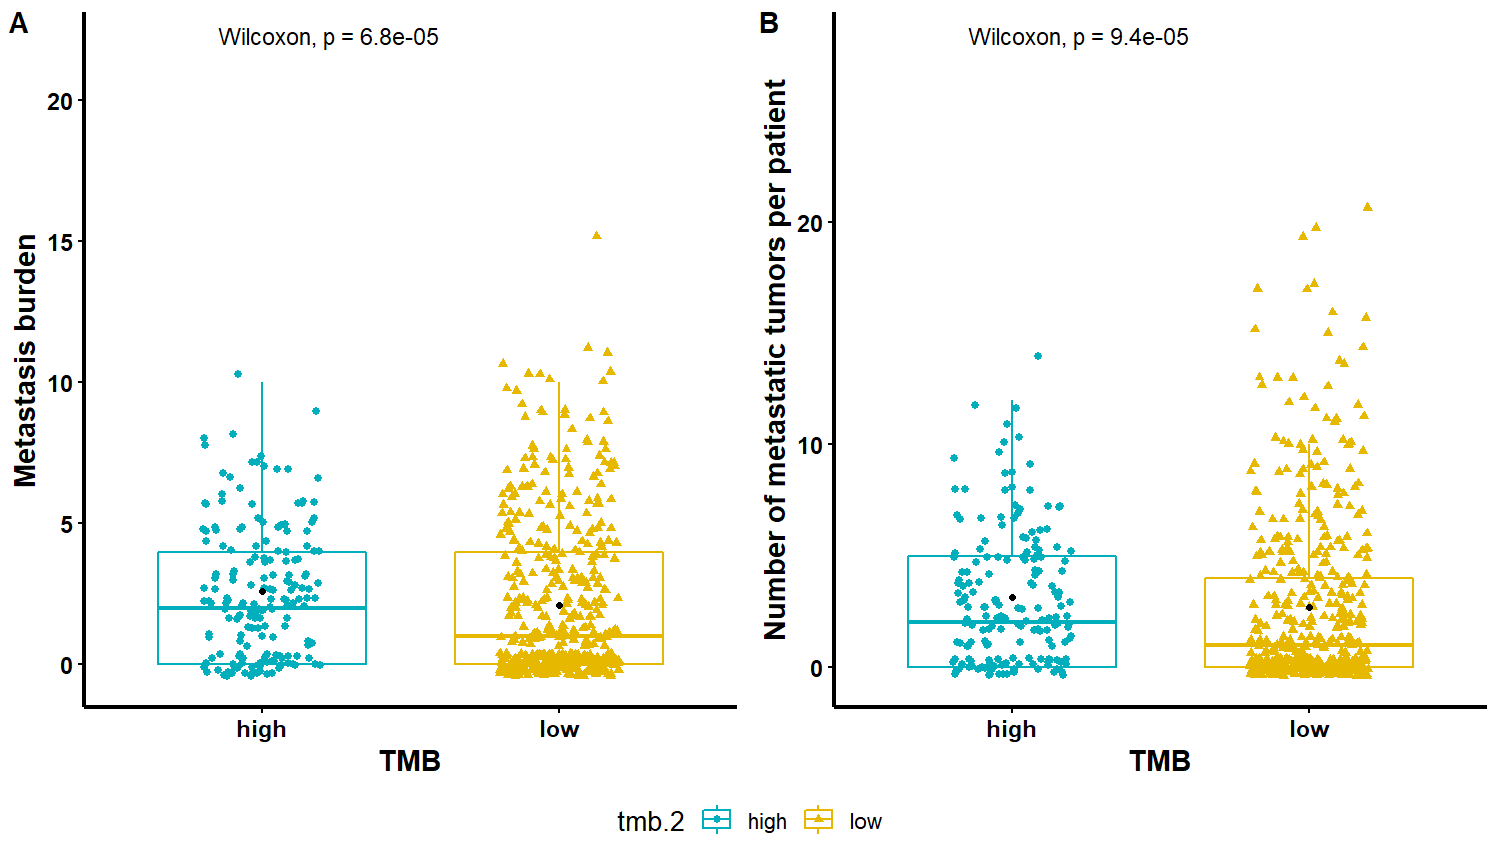 A
Wilcoxon, p = 6.8e-05
Metastasis burden
20
15
10
5
0
high
low
TMB
B
Wilcoxon, p = 9.4e-05
Number of metastatic tumors per patient
20
10
0
high
low
TMB
tmb.2
high
low